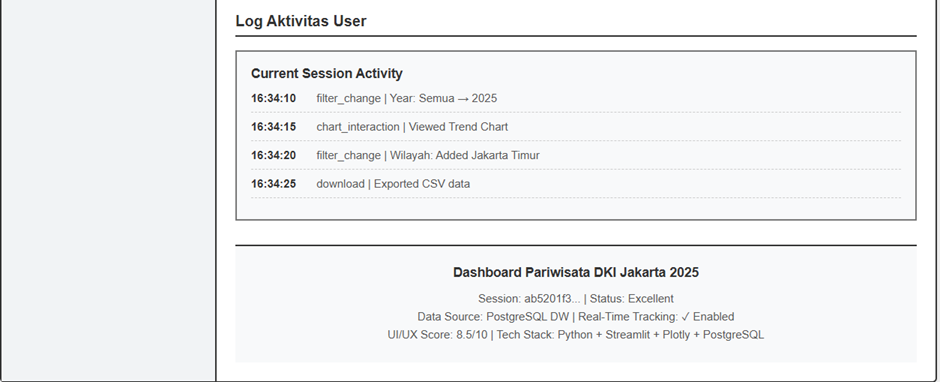 Log Aktivitas User
Current Session Activity
16:34:10 filter_change | Year: Semua → 2025
16:34:15 chart_interaction | Viewed Trend Chart
16:34:20 filter_change | Wilayah: Added Jakarta Timur
16:34:25 download | Exported CSV data
Dashboard Pariwisata DKI Jakarta 2025
Session: ab5201f3... | Status: Excellent
Data Source: PostgreSQL DW | Real-Time Tracking: ✓ Enabled
UI/UX Score: 8.5/10 | Tech Stack: Python + Streamlit + Plotly + PostgreSQL